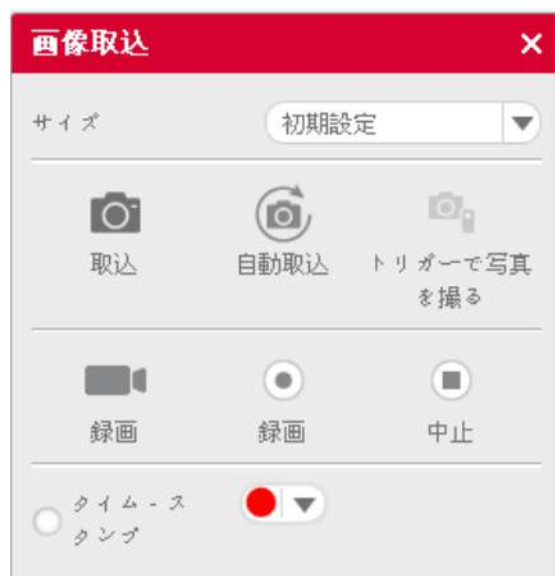 画像取込
サイズ
初期設定
取込
自動取込
トリガーで写真
を撮る
録画
録画
中止
タイム-ス
タンプ